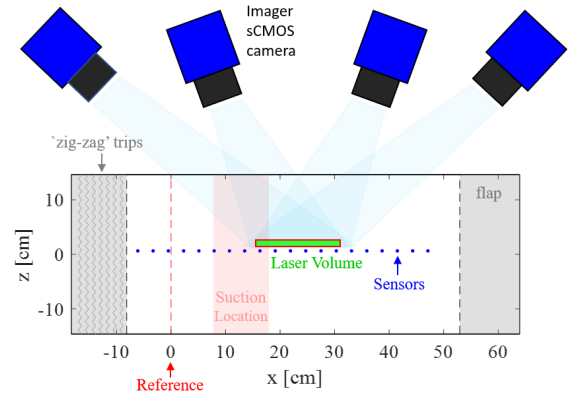 Imager
sCMOS
camera
`zig-zag' trips
flap
10
0
-10
z [cm]
Laser Volume
Sensors
Suction
Location
-10 0 10 20 30 40 50 60
Reference
x [cm]